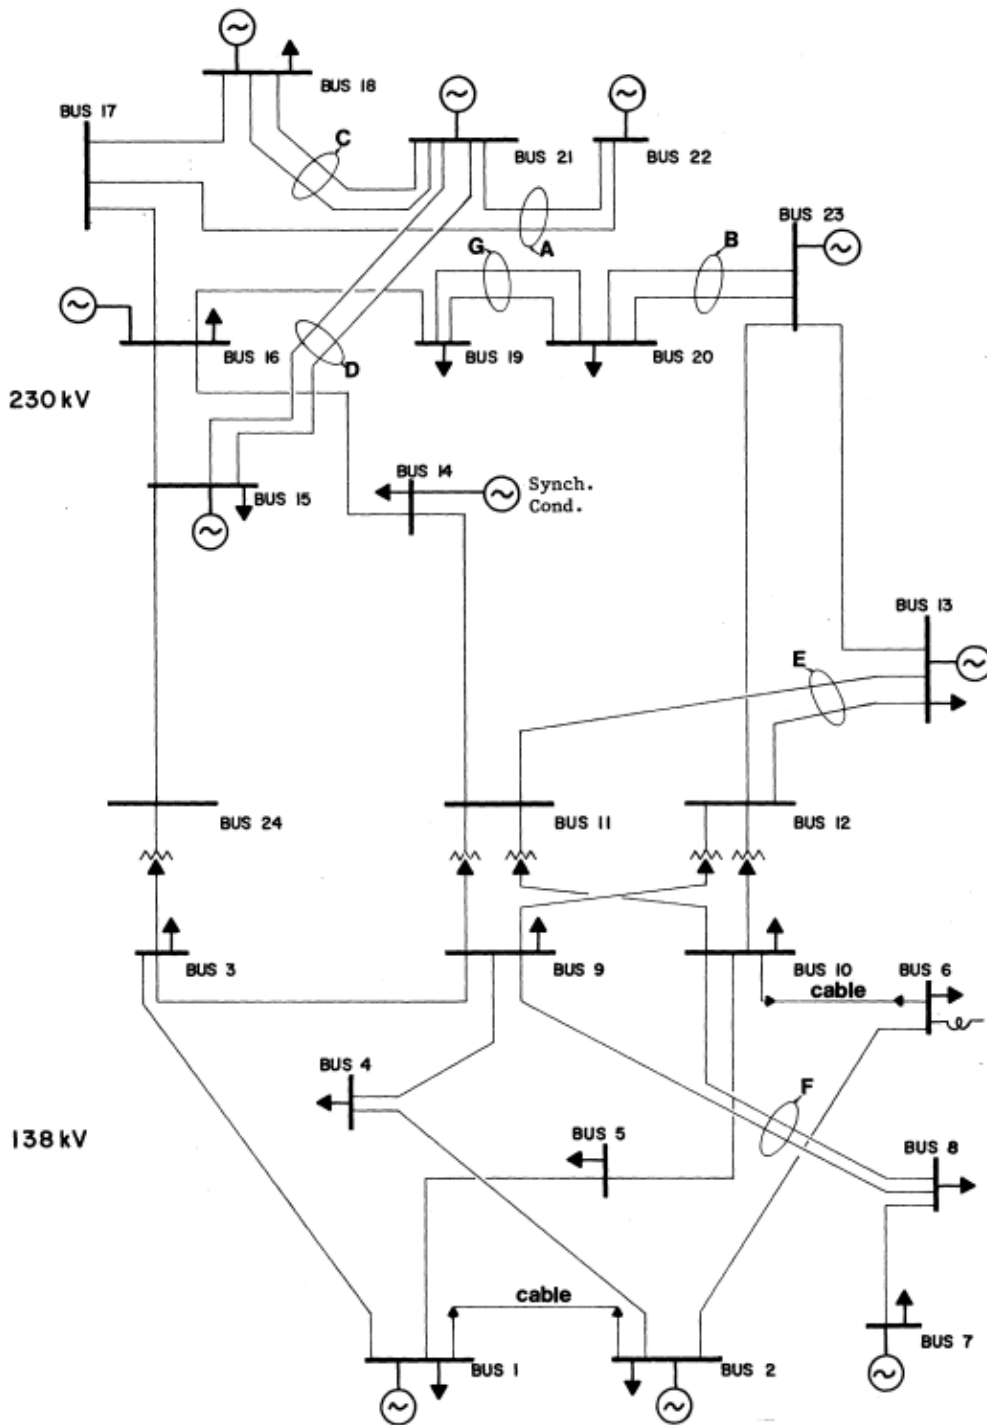 BUS 18
BUS 17
C
BUS 21
BUS 22
A
BUS 23
G
B
BUS 16
D
BUS 19
BUS 20
230 kV
BUS 14
BUS 15
Synch.
Cond.
BUS 13
E
BUS 24
BUS 11
BUS 12
BUS 3
BUS 9
BUS 10
BUS 6
cable
BUS 4
F
138 kV
BUS 5
BUS 8
cable
BUS 1
BUS 2
BUS 7